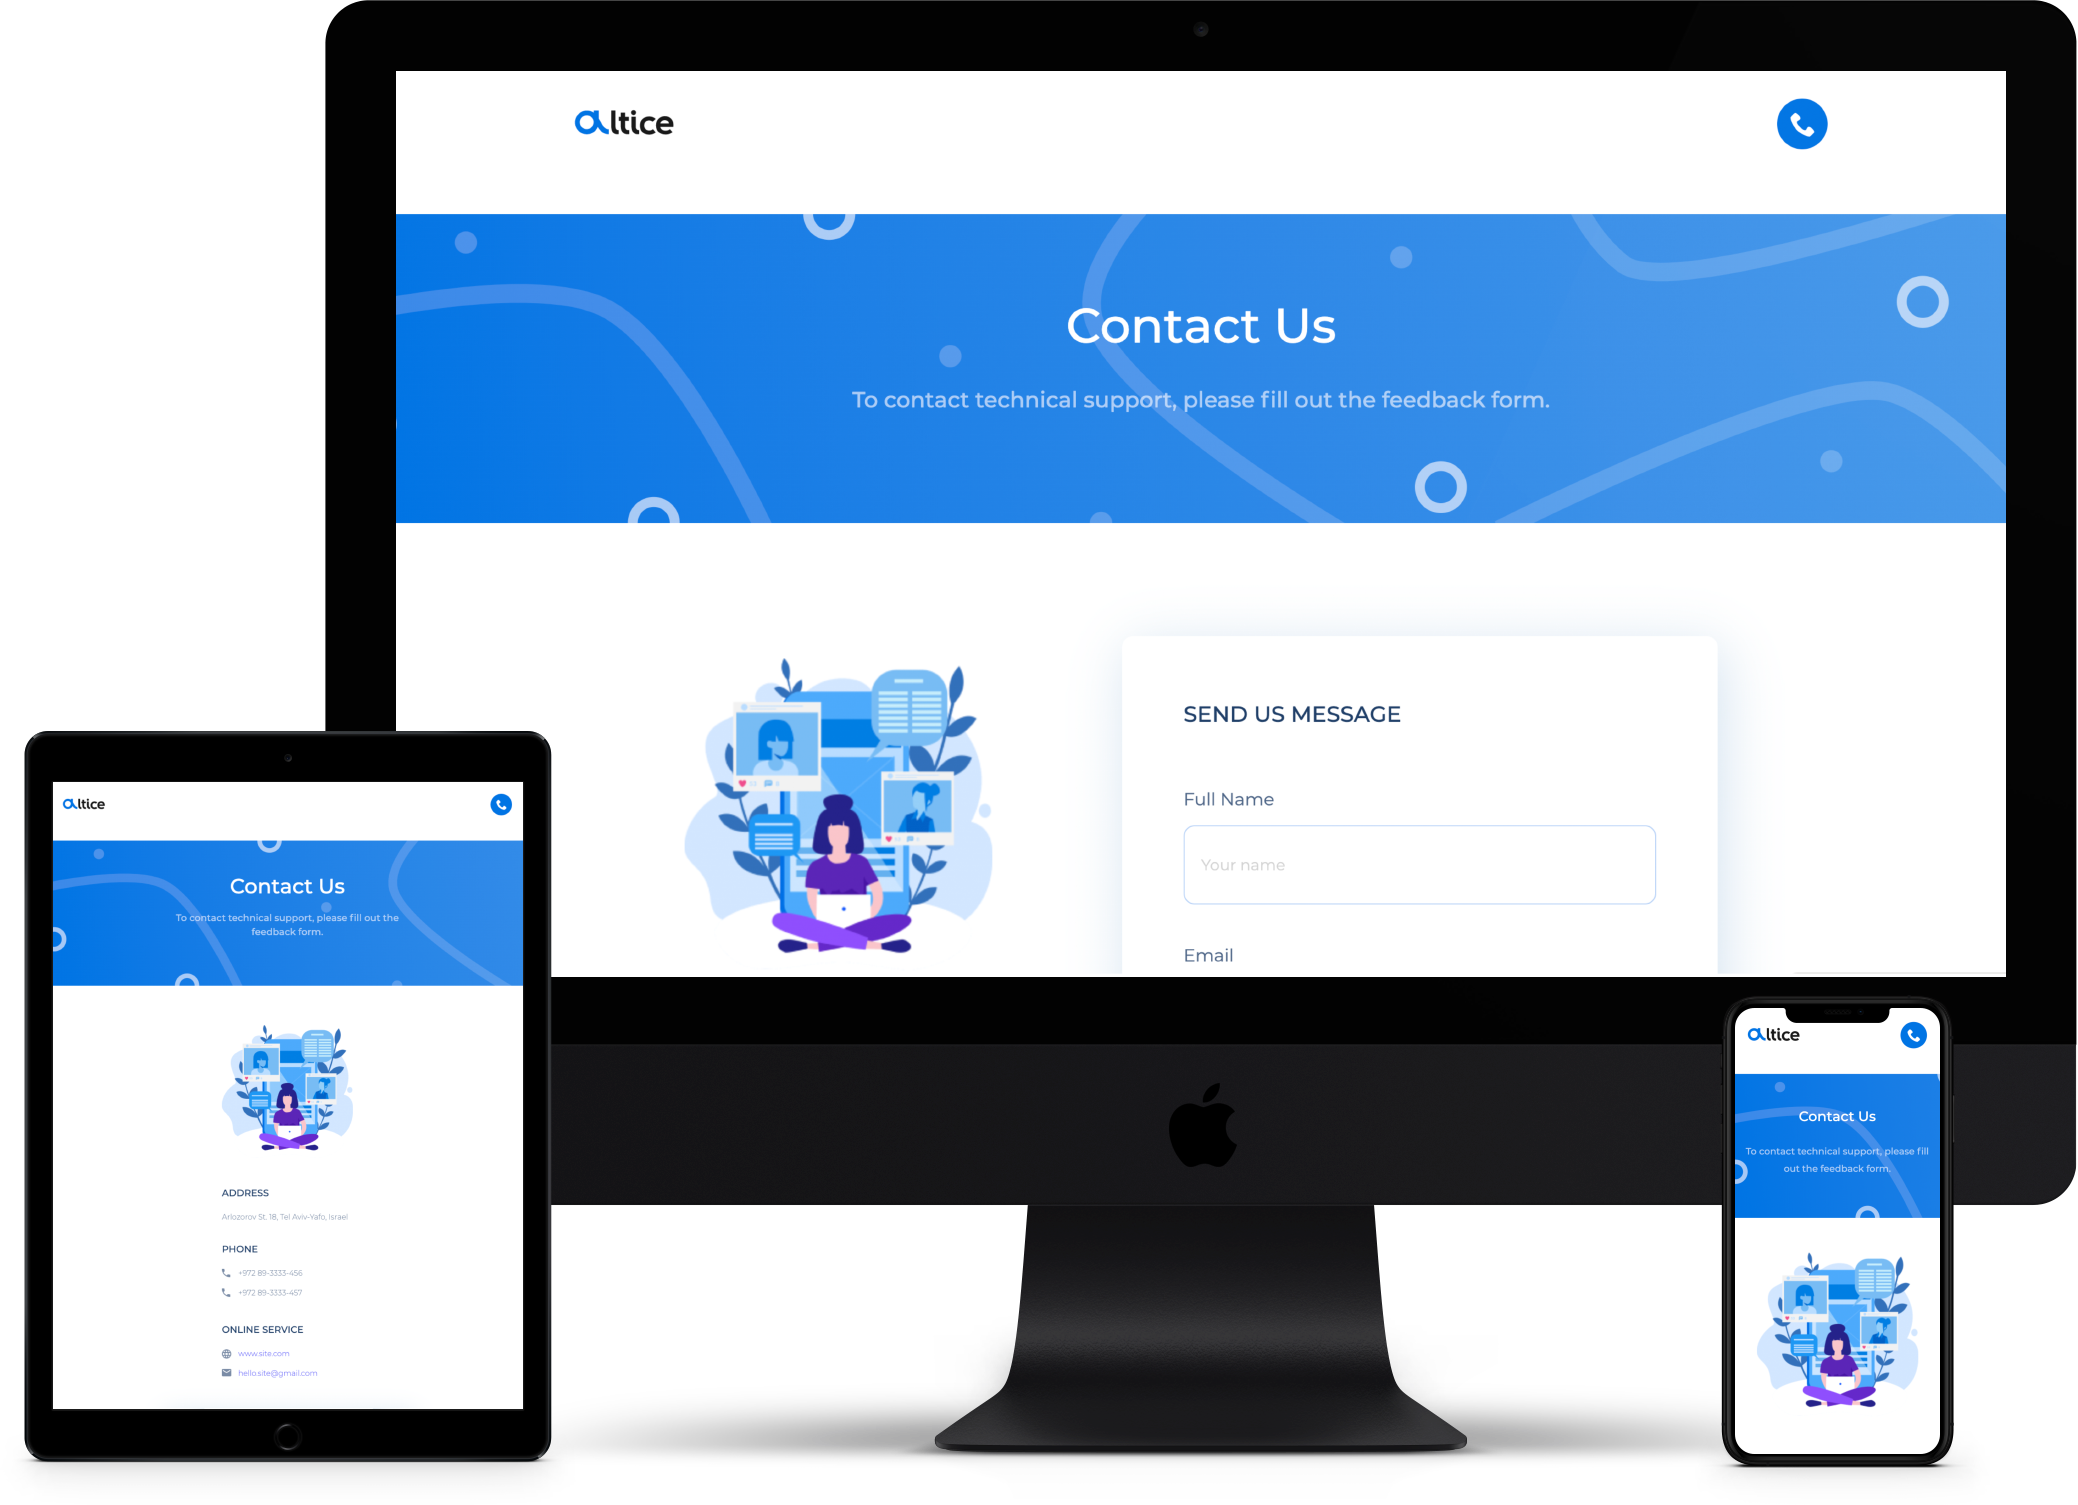 altice
Contact Us
To contact technical support, please fill out the feedback form.
SEND US MESSAGE
Full Name
Your name
Email
altice
Contact Us
To contact technical support, please fill out the
feedback form.
ADDRESS
Arlozorov St. 18, Tel Aviv-Yafo, Israel
PHONE
+972 89-3333-456
+972 89-3333-457
ONLINE SERVICE
www.site.com
hello.site@gmail.com
altice
Contact Us
To contact technical support, please fill
out the feedback form.